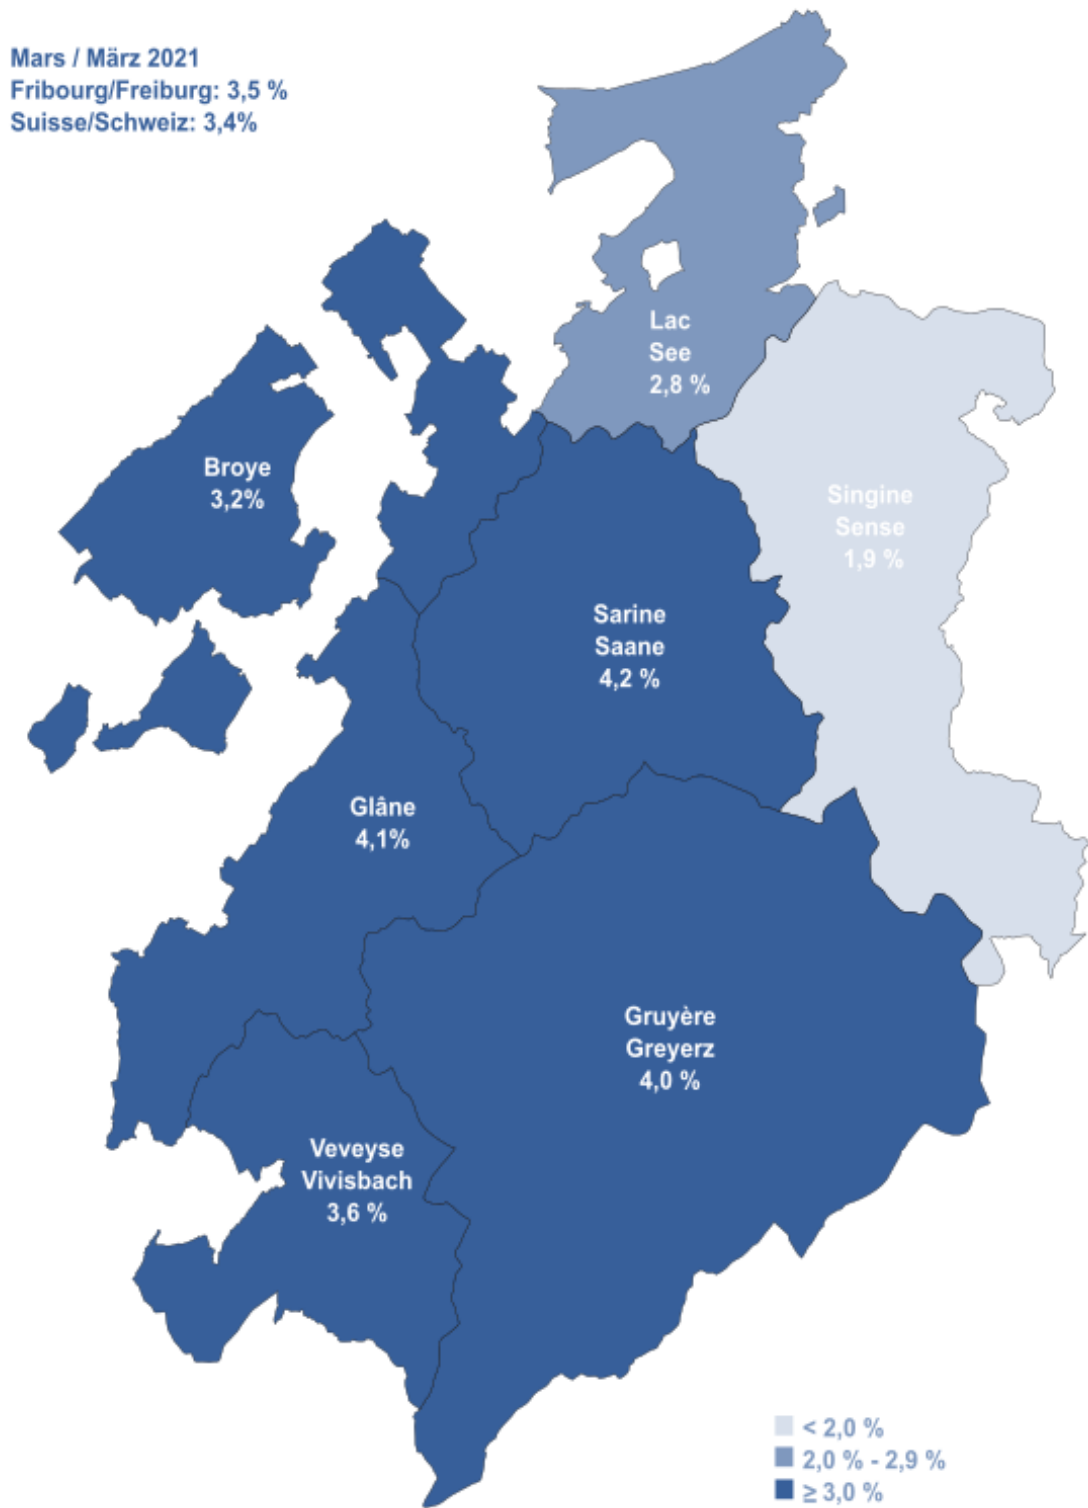 Mars / März 2021
Fribourg/Freiburg: 3,5 %
Suisse/Schweiz: 3,4%
Lac
See
2,8 %
Broye
3,2%
Singine
Sense
1,9 %
Sarine
Saane
4,2 %
Glâne
4,1%
Gruyère
Greyerz
4,0 %
Veveyse
Vivisbach
3,6 %
< 2,0 %
2,0 % - 2,9 %
≥ 3,0 %